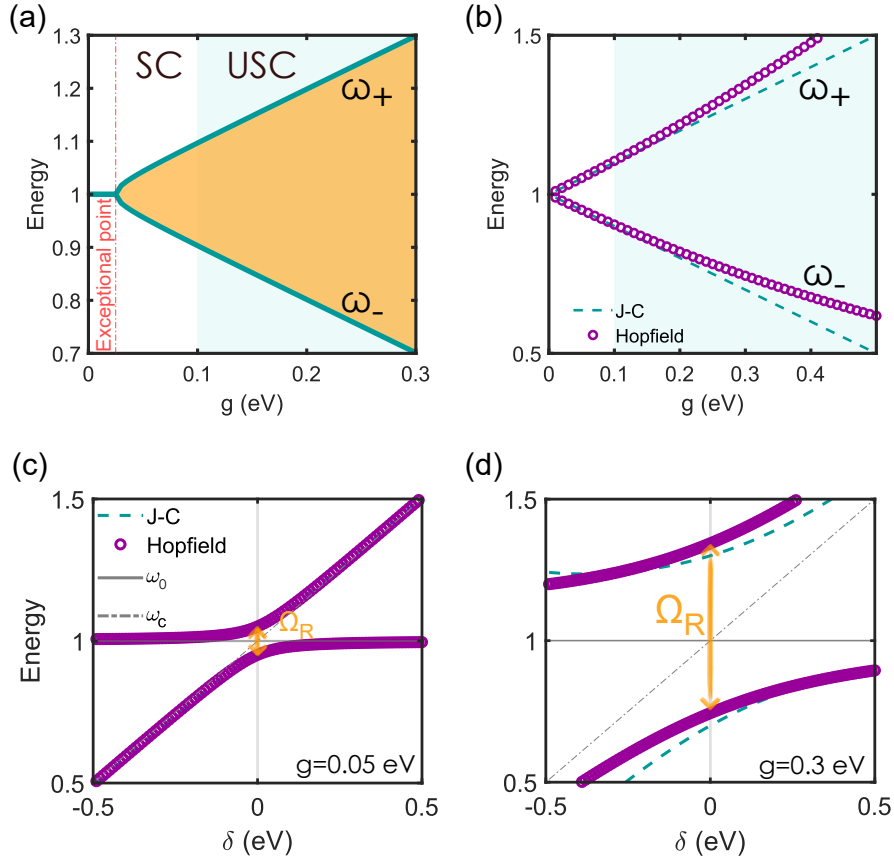 (a)
1.3
1.2
1.1
1
0.9
0.8
0.7
Energy
SC
USC
ω+
ω-
Exceptional point
0
0.1
0.2
0.3
g (eV)
(b)
1.5
1
0.5
Energy
ω+
ω-
J-C
Hopfield
0
0.1
0.2
0.3
0.4
g (eV)
(c)
1.5
1
0.5
Energy
J-C
Hopfield
ω0
ωc
ΩR
g=0.05 eV
-0.5
0
0.5
δ (eV)
(d)
1.5
1
0.5
ΩR
g=0.3 eV
-0.5
0
0.5
δ (eV)